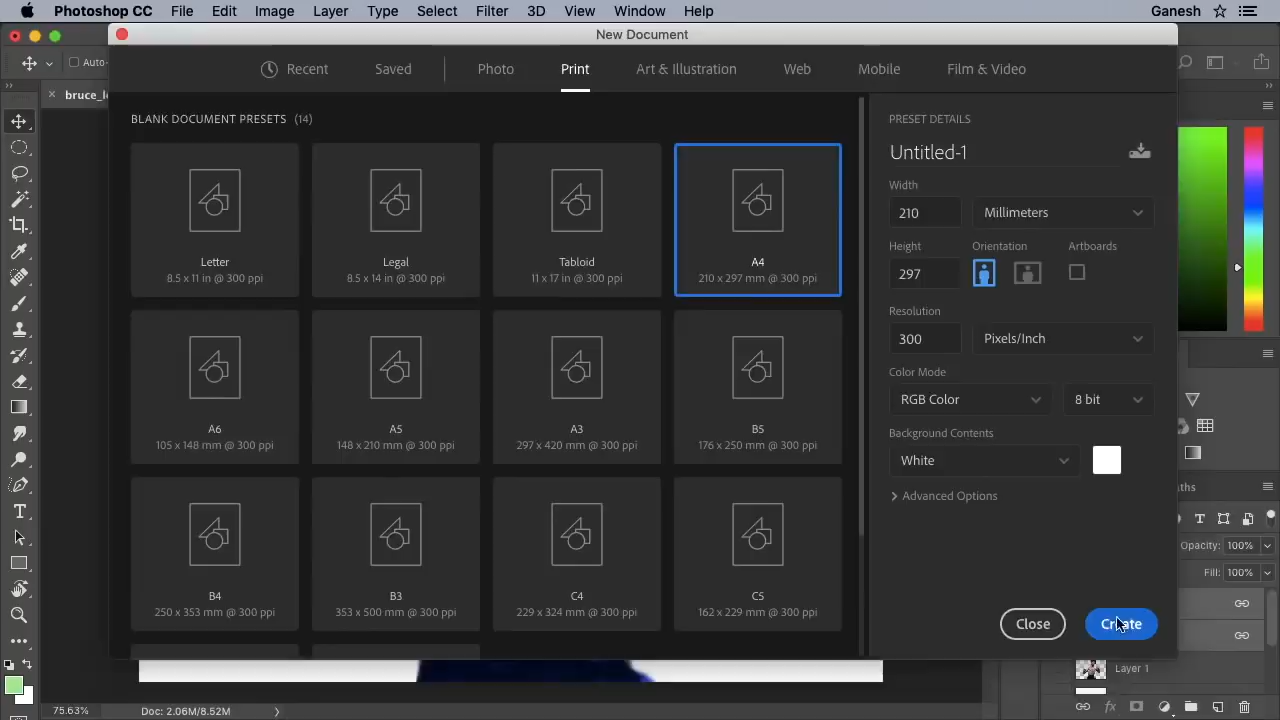 Photoshop CC File Edit Image Layer Type Select Filter 3D View Window Help Ganesh
New Document
Auto-
Recent Saved Photo Print Art & Illustration Web Mobile Film & Video
bruce_l
BLANK DOCUMENT PRESETS (14)
Letter
8.5 x 11 in @ 300 ppi
Legal
8.5 x 14 in @ 300 ppi
Tabloid
11 x 17 in @ 300 ppi
A4
210 x 297 mm @ 300 ppi
A6
105 x 148 mm @ 300 ppi
A5
148 x 210 mm @ 300 ppi
A3
297 x 420 mm @ 300 ppi
B5
176 x 250 mm @ 300 ppi
B4
250 x 353 mm @ 300 ppi
B3
353 x 500 mm @ 300 ppi
C4
229 x 324 mm @ 300 ppi
C5
162 x 229 mm @ 300 ppi
PRESET DETAILS
Untitled-1
Width
210 Millimeters
Height Orientation Artboards
297
Resolution
300 Pixels/Inch
Color Mode
RGB Color 8 bit
Background Contents
White
Advanced Options
Close Create
ths
Opacity: 100%
Fill: 100%
Layer 1
75.63% Doc: 2.06M/8.52M